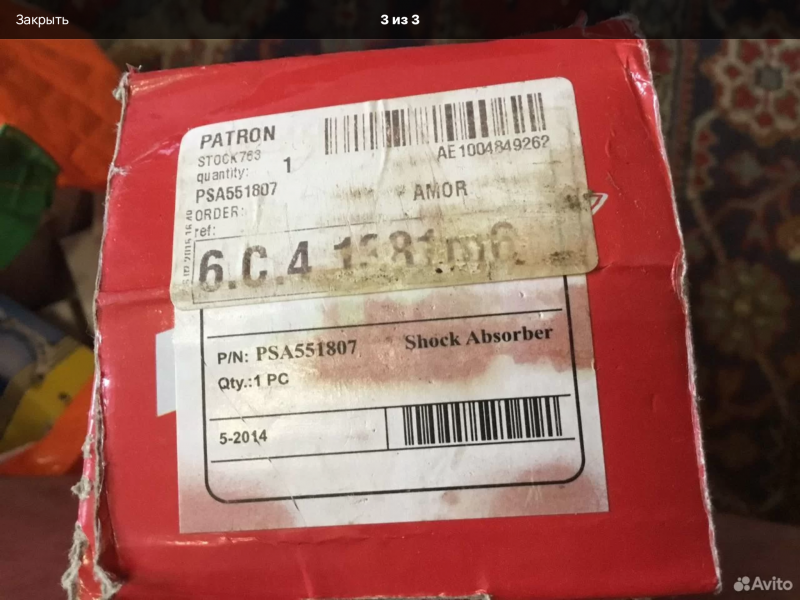 Закрыть
3 из 3
PATRON
STOCK763
quantity: 1
AE1004849262
PSA551807
AMOR
ORDER:
ref:
6.C.4
P/N: PSA551807 Shock Absorber
Qty.:1 PC
5-2014
Avito